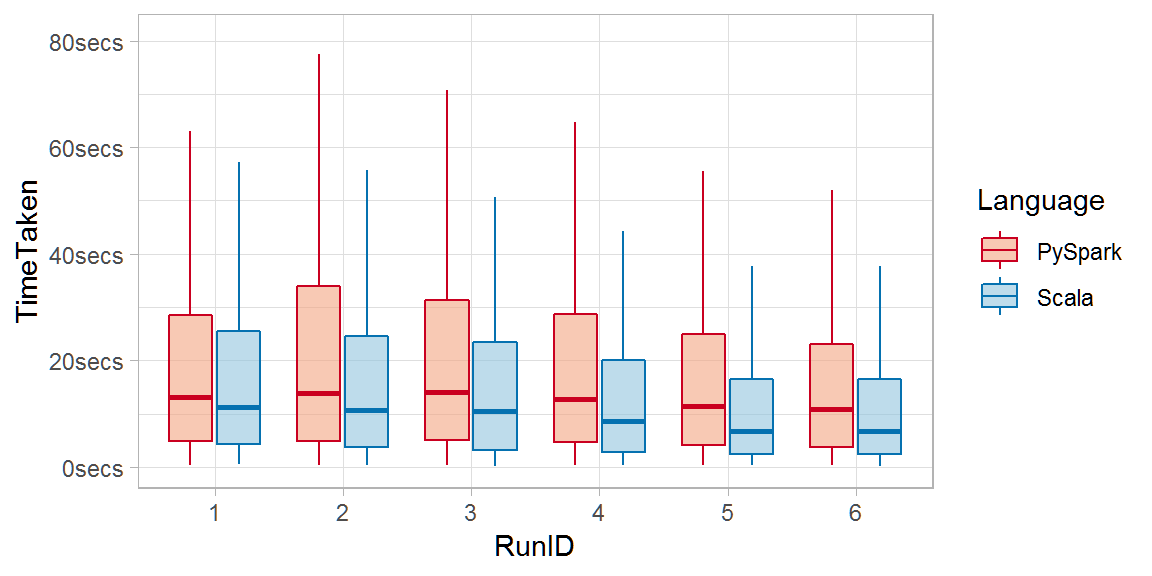 80secs
60secs
40secs
20secs
0secs
TimeTaken
1 2 3 4 5 6
RunID
Language
PySpark
Scala